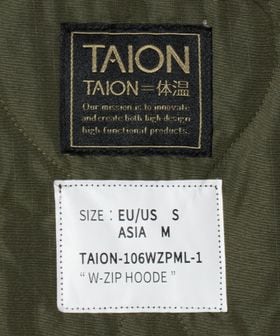 TAION
TAION=体温
Our mission is to innovate
and create both high design
high functional products.
SIZE : EU/US S
ASIA M
TAION-106WZPML-1
“ W-ZIP HOODE ”